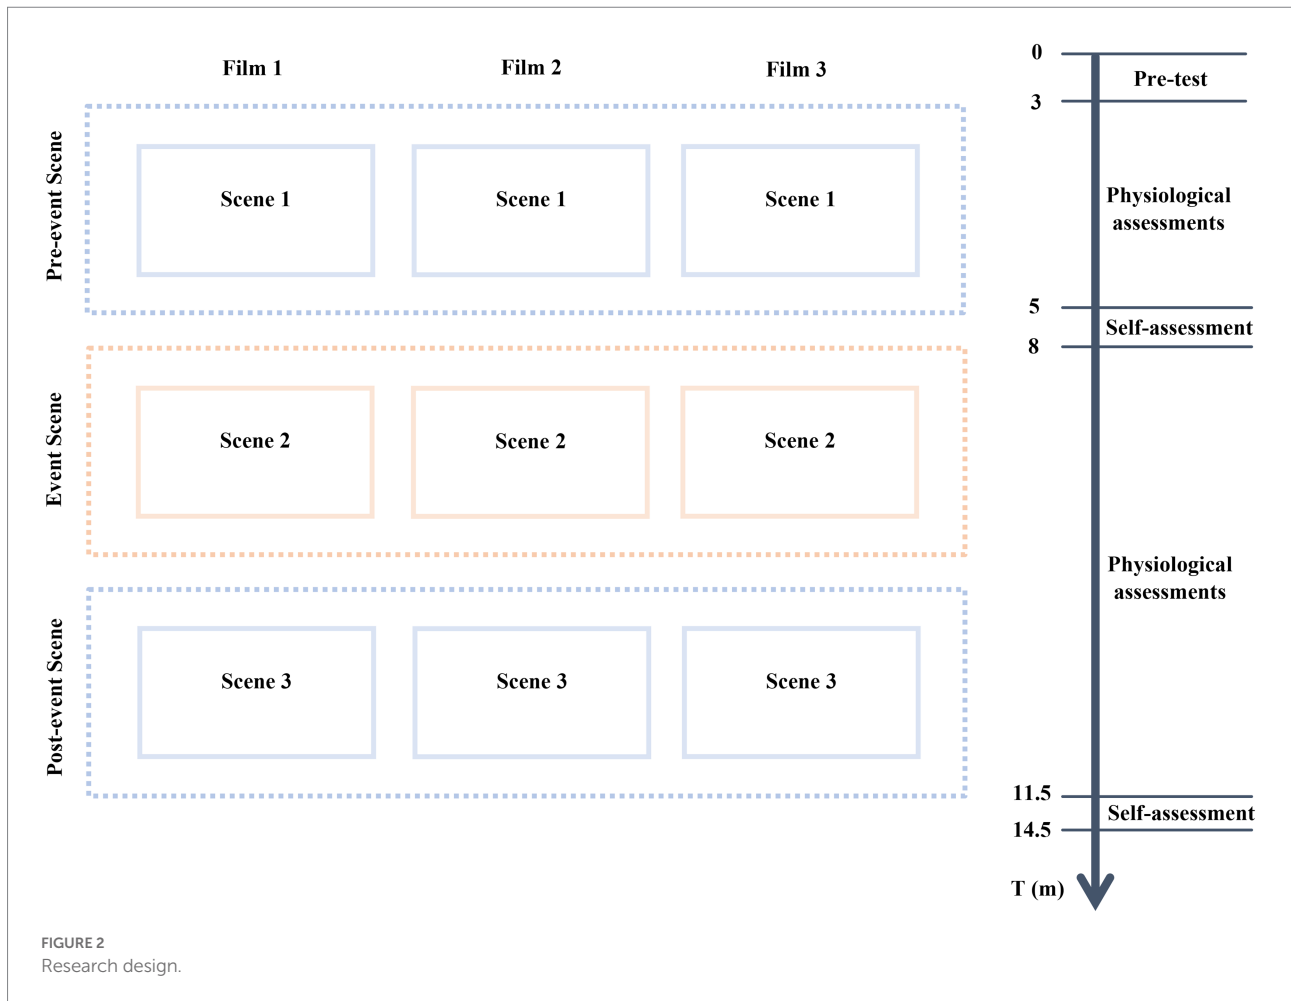 Film 1
Film 2
Film 3
Pre-event Scene
Scene 1
Scene 1
Scene 1
Event Scene
Scene 2
Scene 2
Scene 2
Post-event Scene
Scene 3
Scene 3
Scene 3
0
Pre-test
3
Physiological
assessments
5
Self-assessment
8
Physiological
assessments
11.5
Self-assessment
14.5
T (m)
FIGURE 2
Research design.